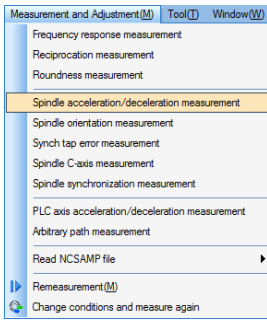 Measurement and Adjustment(M) Tool(T) Window(W)
Frequency response measurement
Reciprocation measurement
Roundness measurement
Spindle acceleration/deceleration measurement
Spindle orientation measurement
Synch tap error measurement
Spindle C-axis measurement
Spindle synchronization measurement
PLC axis acceleration/deceleration measurement
Arbitrary path measurement
Read NCSAMP file
Remeasurement(M)
Change conditions and measure again